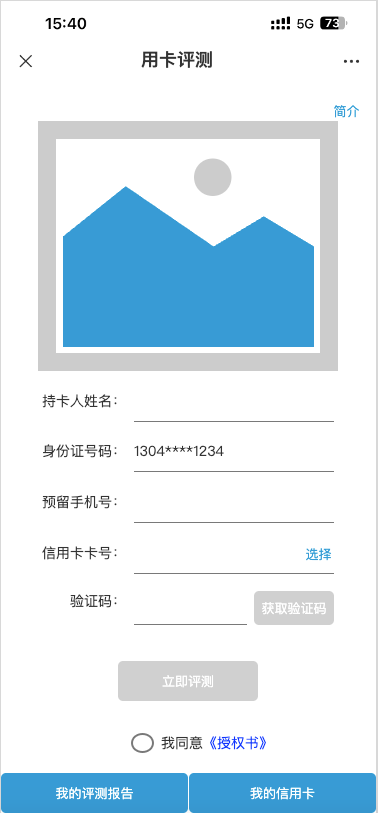 15:40
5G 73
用卡评测
简介
持卡人姓名：
身份证号码： 1304****1234
预留手机号：
信用卡卡号： 选择
验证码： 获取验证码
立即评测
我同意《授权书》
我的评测报告 我的信用卡